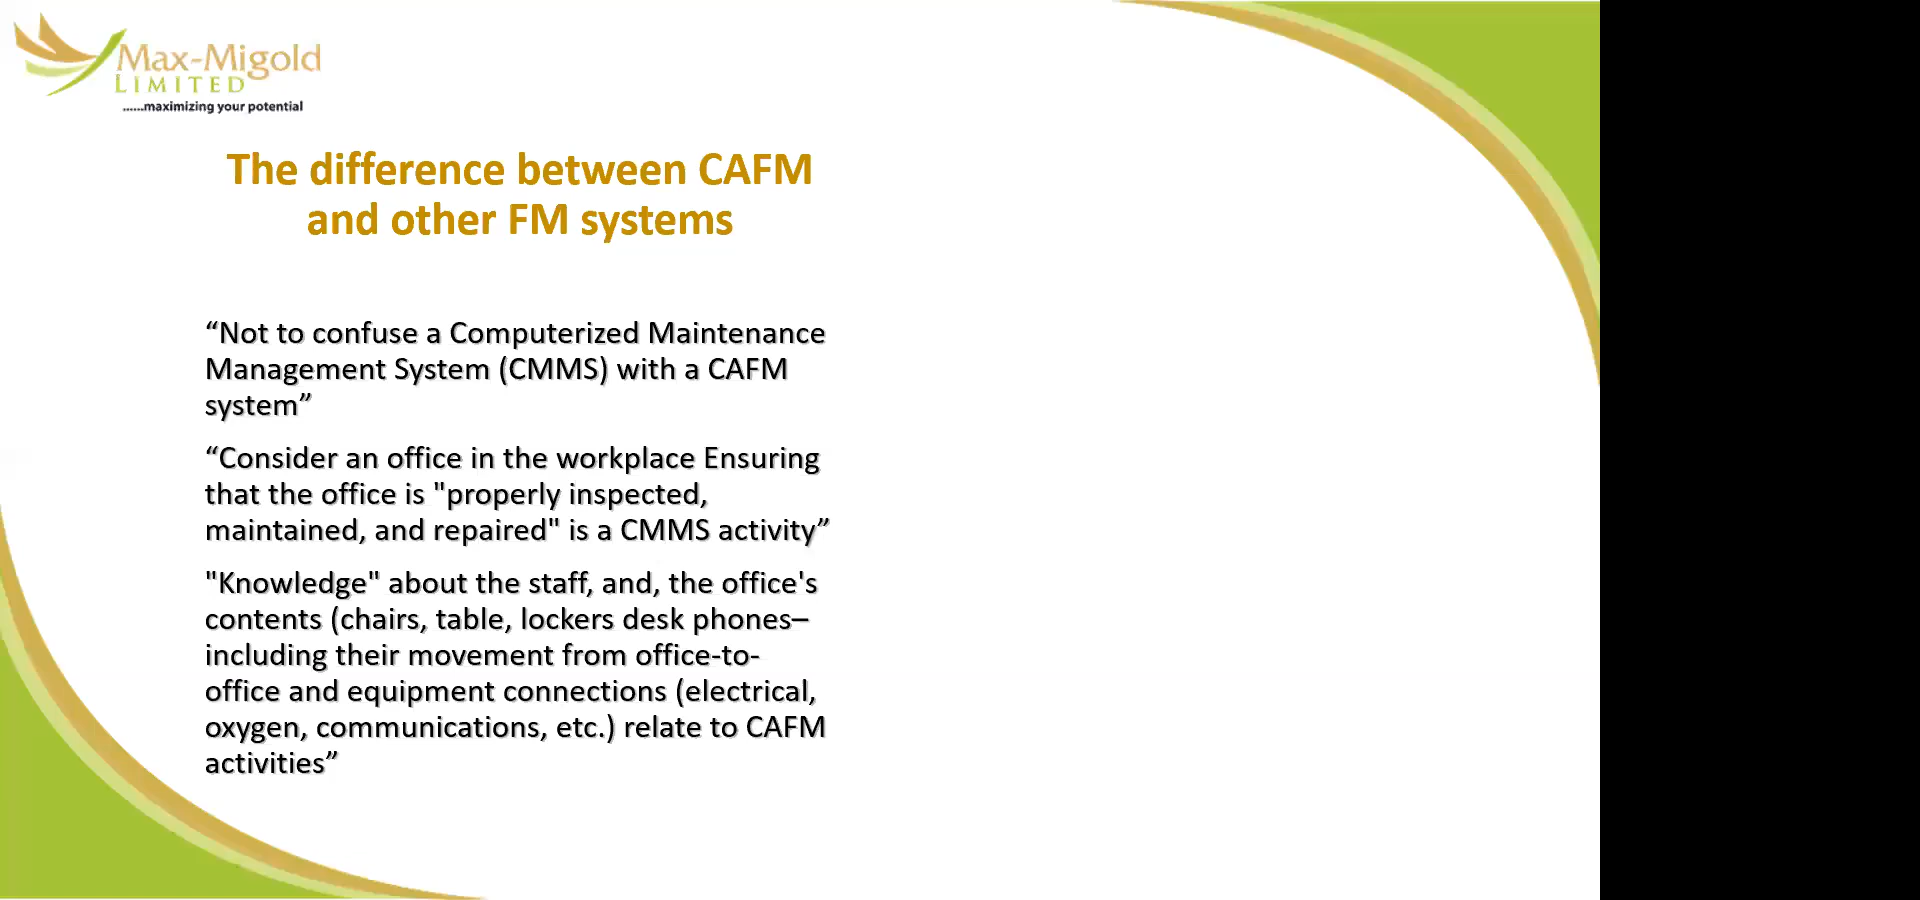 Max-Migold
LIMITED
......maximizing your potential
The difference between CAFM
and other FM systems
“Not to confuse a Computerized Maintenance
Management System (CMMS) with a CAFM
system”
“Consider an office in the workplace Ensuring
that the office is "properly inspected,
maintained, and repaired" is a CMMS activity”
"Knowledge" about the staff, and, the office's
contents (chairs, table, lockers desk phones–
including their movement from office-to-
office and equipment connections (electrical,
oxygen, communications, etc.) relate to CAFM
activities”